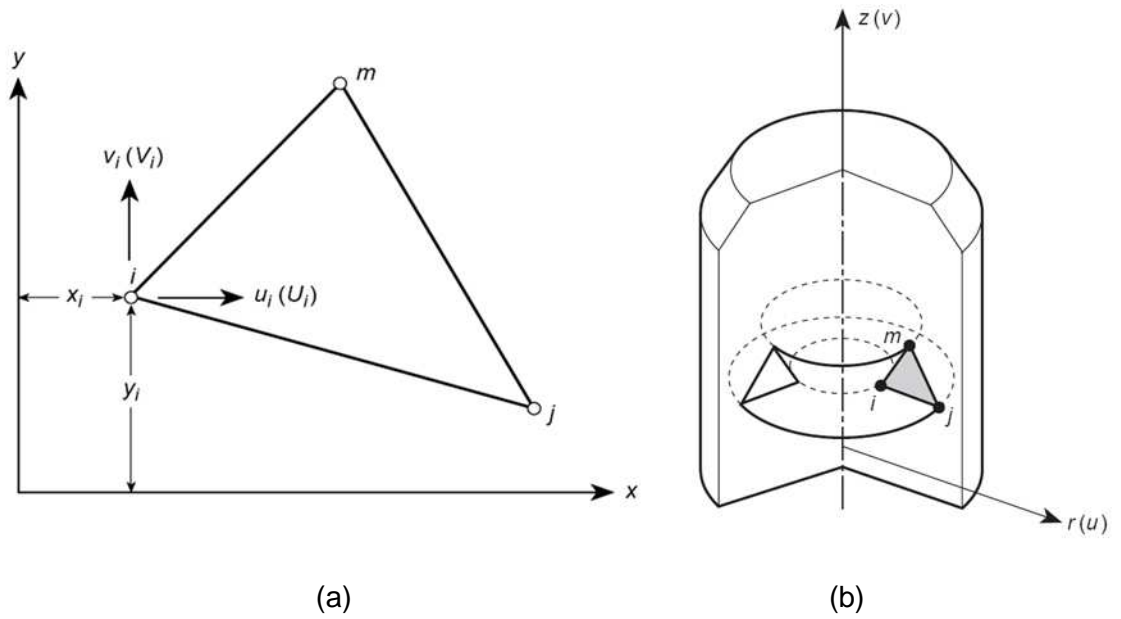 y
m
v_i (V_i)
i
x_i
u_i (U_i)
y_i
j
x
(a)
z (v)
m
i
j
r (u)
(b)